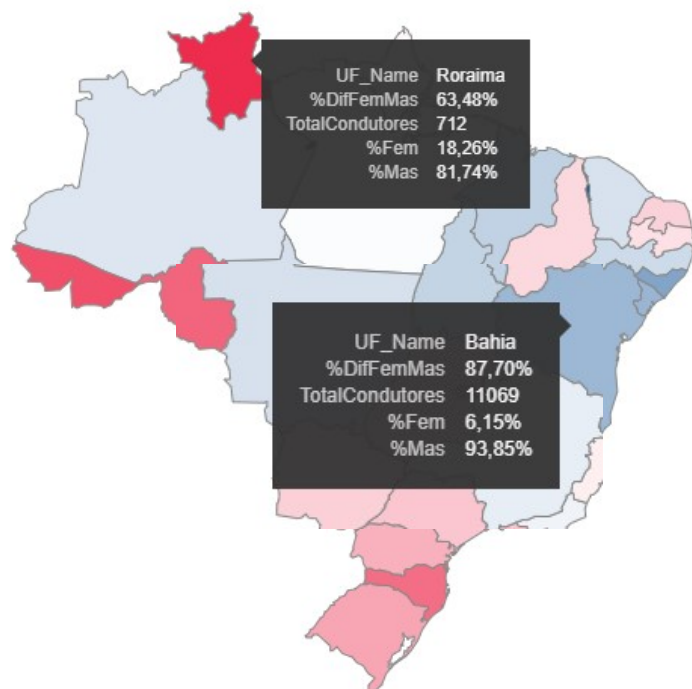 UF_Name Roraima
%DifFemMas 63,48%
TotalCondutores 712
%Fem 18,26%
%Mas 81,74%
UF_Name Bahia
%DifFemMas 87,70%
TotalCondutores 11069
%Fem 6,15%
%Mas 93,85%